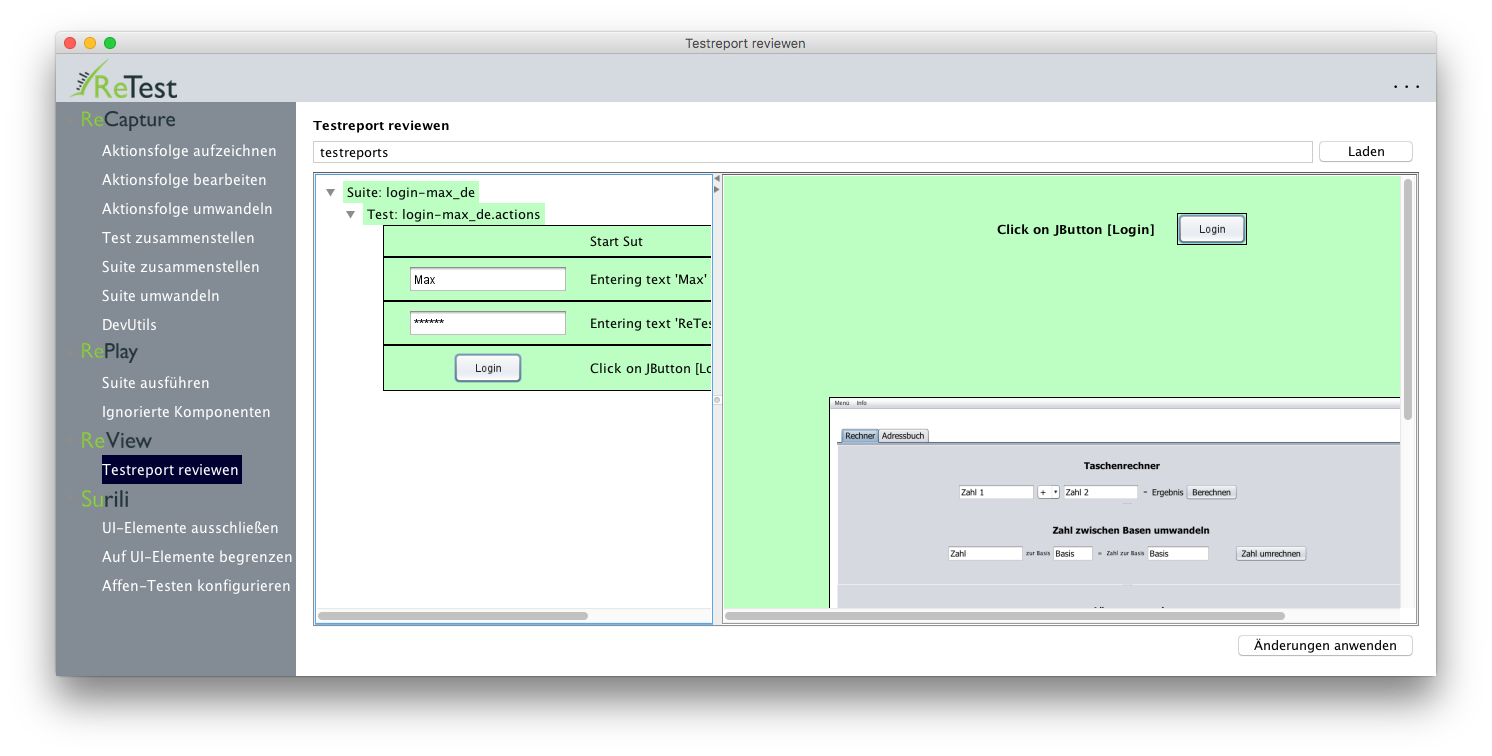 Testreport reviewen
ReTest
...
ReCapture
Aktionsfolge aufzeichnen
Aktionsfolge bearbeiten
Aktionsfolge umwandeln
Test zusammenstellen
Suite zusammenstellen
Suite umwandeln
DevUtils
RePlay
Suite ausführen
Ignorierte Komponenten
ReView
Testreport reviewen
Surili
UI-Elemente ausschließen
Auf UI-Elemente begrenzen
Affen-Testen konfigurieren
Testreport reviewen
testreports
Laden
Suite: login-max_de
Test: login-max_de.actions
Start Sut
Max
Entering text 'Max'
******
Entering text 'ReTes
Login
Click on JButton [Lo
Click on JButton [Login]
Login
Menü Info
Rechner Adressbuch
Taschenrechner
Zahl 1 + Zahl 2 = Ergebnis Berechnen
Zahl zwischen Basen umwandeln
Zahl zur Basis Basis = Zahl zur Basis Basis Zahl umrechnen
Änderungen anwenden